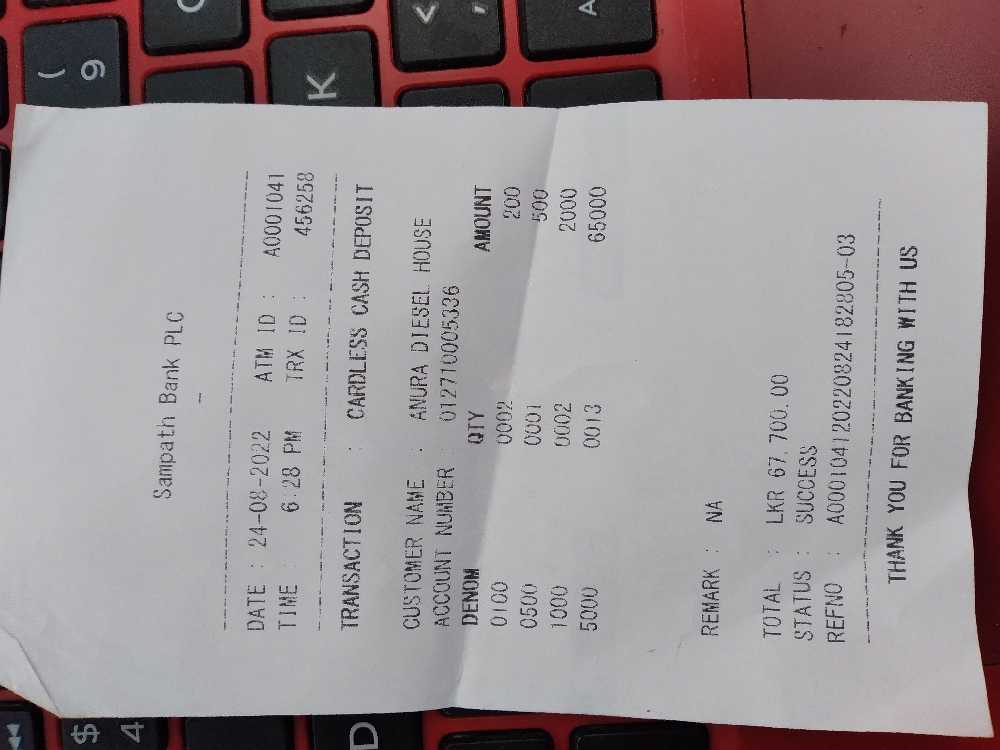 Sampath Bank PLC
-
DATE : 24-08-2022 ATM ID : A0001041
TIME : 6:28 PM TRX ID : 456258
TRANSACTION : CARDLESS CASH DEPOSIT
CUSTOMER NAME : ANURA DIESEL HOUSE
ACCOUNT NUMBER : 012710005336
DENOM QTY AMOUNT
0100 0002 200
0500 0001 500
1000 0002 2000
5000 0013 65000
REMARK : NA
TOTAL : LKR 67,700.00
STATUS : SUCCESS
REFNO : A000104120220824182805-03
THANK YOU FOR BANKING WITH US
( 9
K
<
,
A
$ 4
D